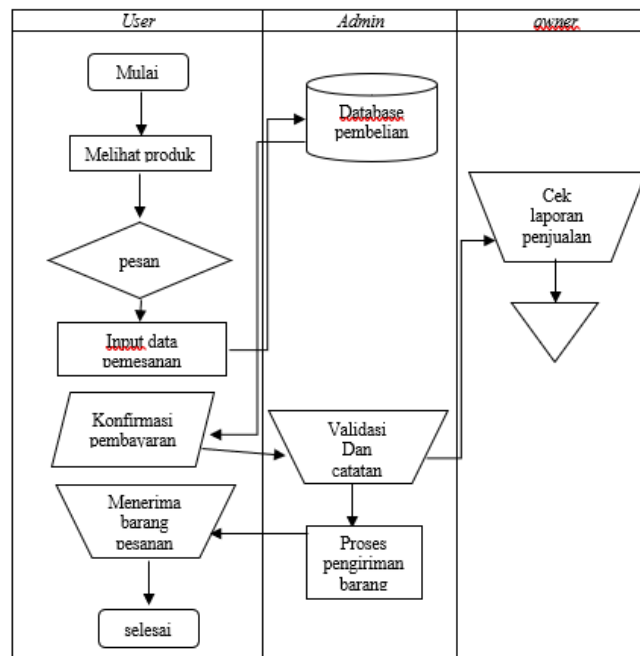 User
Admin
owner
Mulai
Melihat produk
pesan
Input data
pemesanan
Konfirmasi
pembayaran
Menerima
barang
pesanan
selesai
Database
pembelian
Validasi
Dan
catatan
Proses
pengiriman
barang
Cek
laporan
penjualan